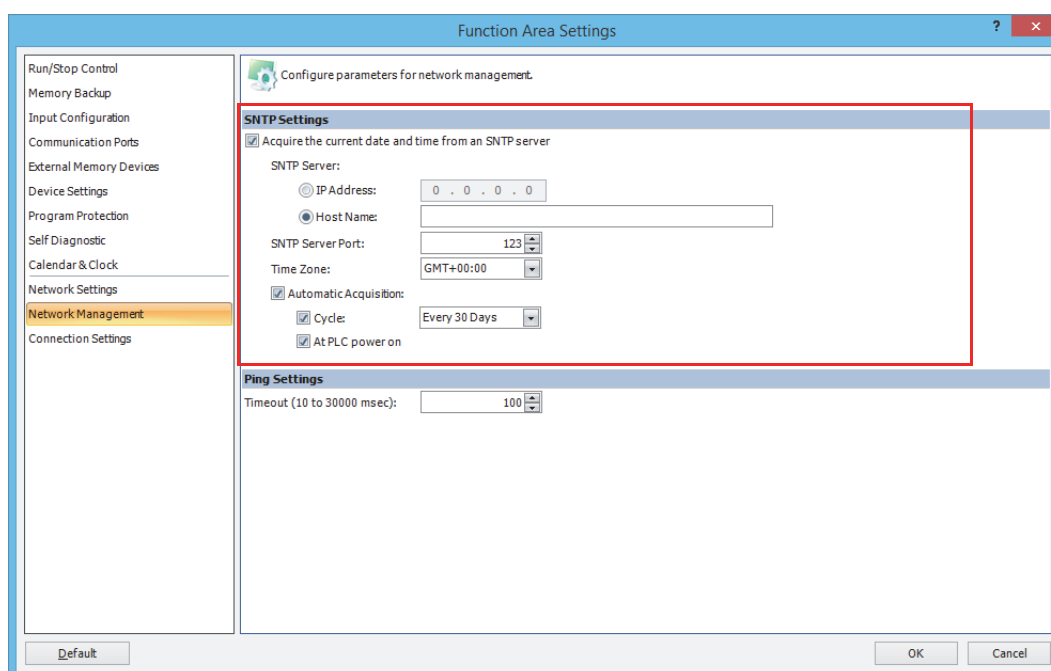 Function Area Settings
?
Run/Stop Control
Memory Backup
Input Configuration
Communication Ports
External Memory Devices
Device Settings
Program Protection
Self Diagnostic
Calendar & Clock
Network Settings
Network Management
Connection Settings
Configure parameters for network management.
SNTP Settings
Acquire the current date and time from an SNTP server
SNTP Server:
IP Address: 0 . 0 . 0 . 0
Host Name:
SNTP Server Port: 123
Time Zone: GMT+00:00
Automatic Acquisition:
Cycle: Every 30 Days
At PLC power on
Ping Settings
Timeout (10 to 30000 msec): 100
Default OK Cancel